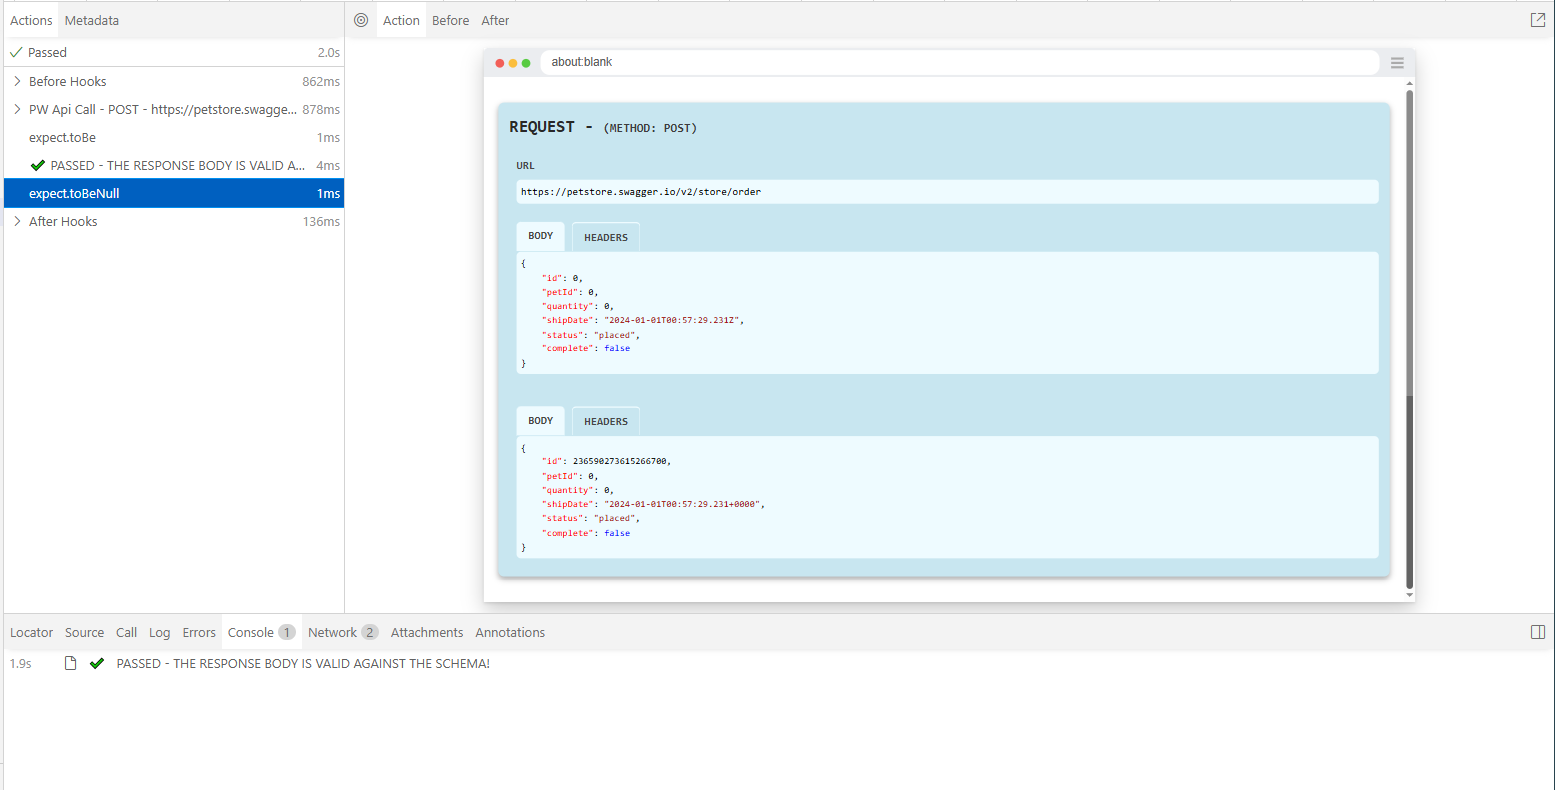 Actions Metadata
Passed 2.0s
Before Hooks 862ms
PW Api Call - POST - https://petstore.swagge... 878ms
expect.toBe 1ms
PASSED - THE RESPONSE BODY IS VALID A... 4ms
expect.toBeNull 1ms
After Hooks 136ms
Action Before After
about:blank
REQUEST - (METHOD: POST)
URL
https://petstore.swagger.io/v2/store/order
BODY HEADERS
{
"id": 0,
"petId": 0,
"quantity": 0,
"shipDate": "2024-01-01T00:57:29.231Z",
"status": "placed",
"complete": false
}
BODY HEADERS
{
"id": 236590273615266700,
"petId": 0,
"quantity": 0,
"shipDate": "2024-01-01T00:57:29.231+0000",
"status": "placed",
"complete": false
}
Locator Source Call Log Errors Console 1 Network 2 Attachments Annotations
1.9s PASSED - THE RESPONSE BODY IS VALID AGAINST THE SCHEMA!